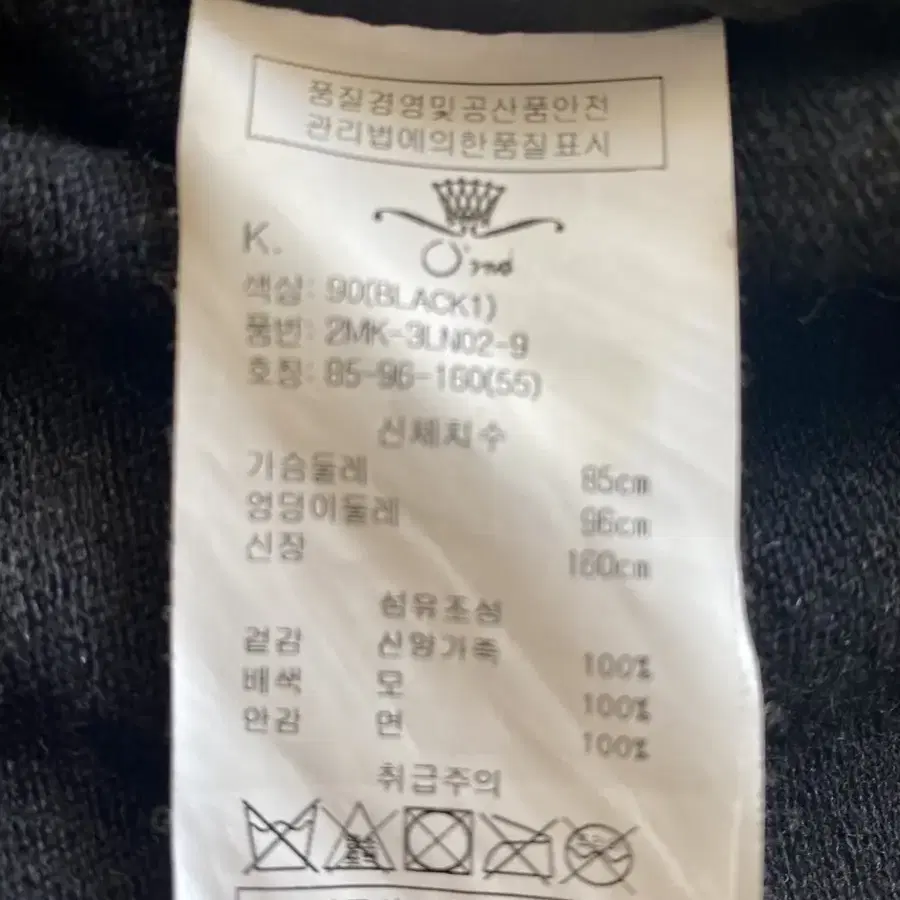 품질경영및공산품안전
관리법에의한품질표시
K.
O'2nd
색상: 90(BLACK1)
품번: 2MK-3LN02-9
호칭: 85-96-160(55)
신체치수
가슴둘레 85cm
엉덩이둘레 96cm
신장 160cm
섬유조성
겉감 신양가죽 100%
배색 모 100%
안감 면 100%
취급주의